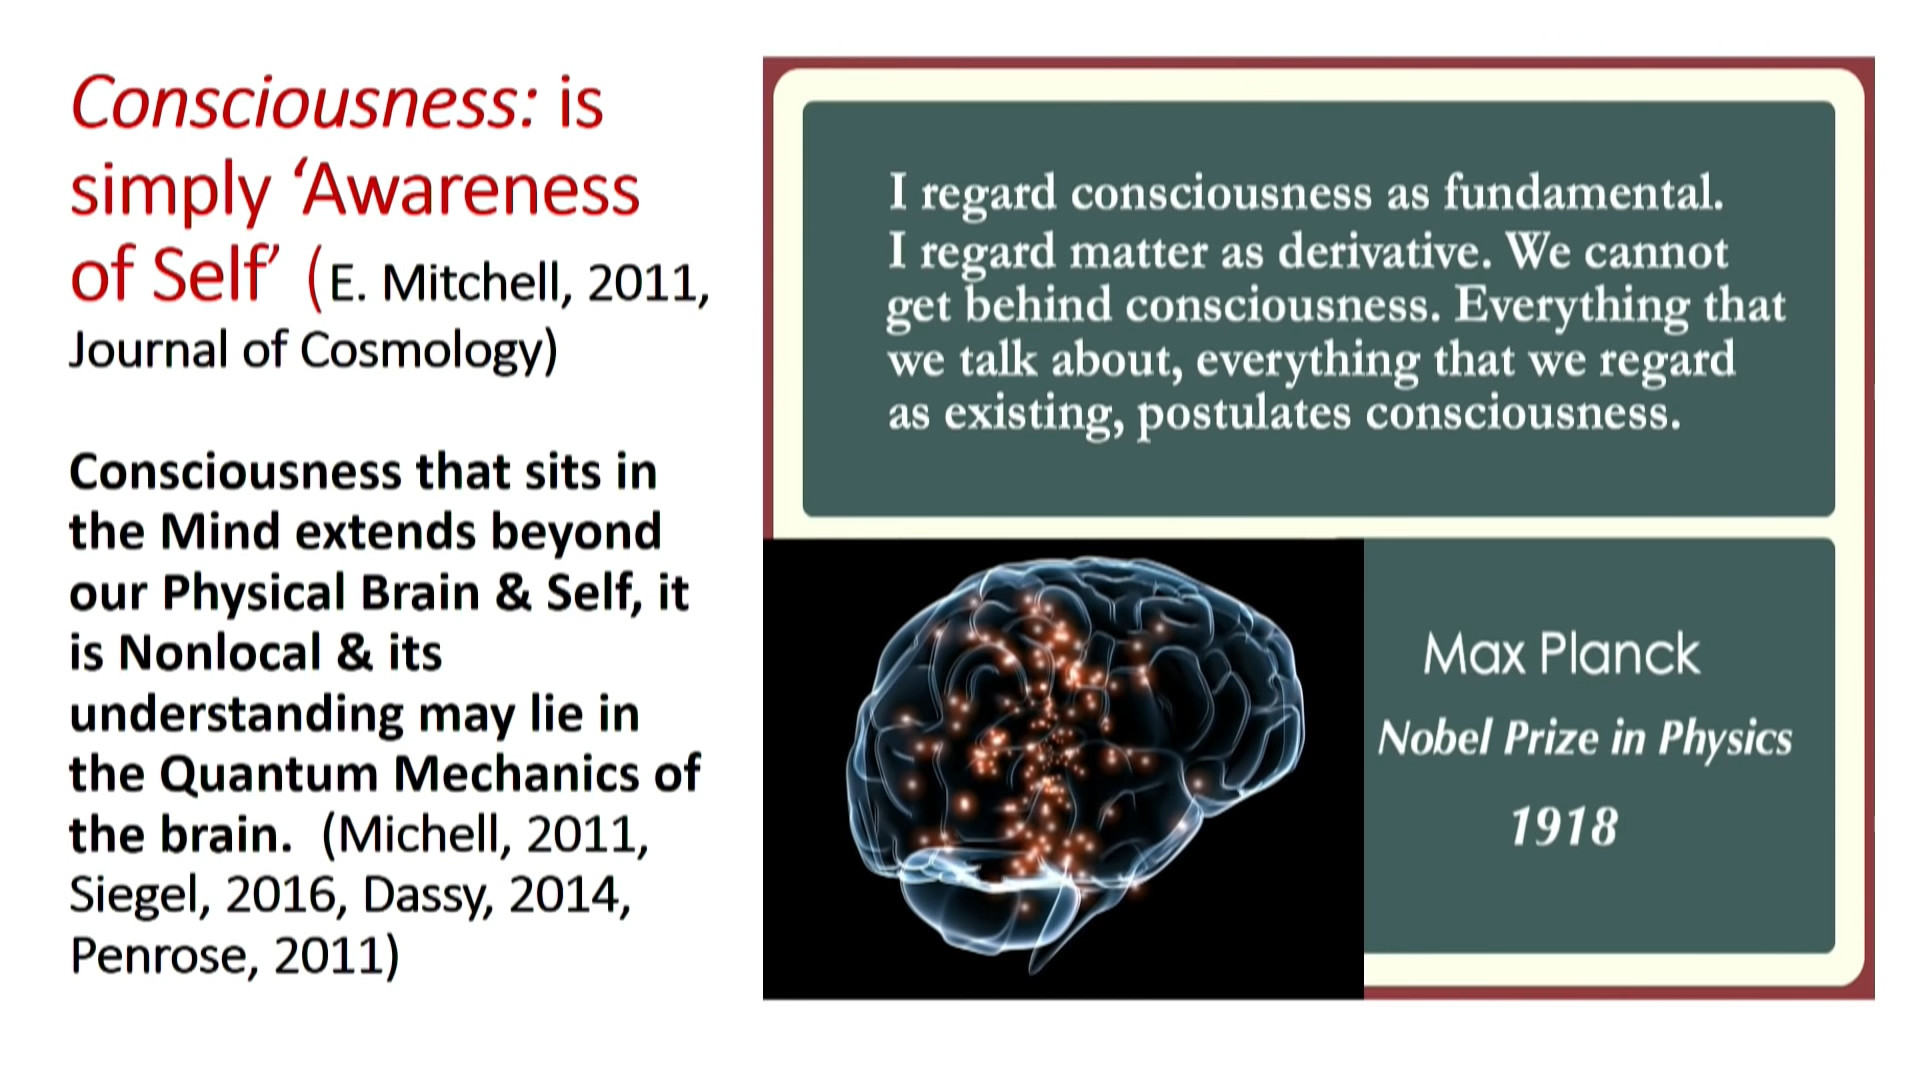 Consciousness: is
simply ‘Awareness
of Self’ (E. Mitchell, 2011,
Journal of Cosmology)
Consciousness that sits in
the Mind extends beyond
our Physical Brain & Self, it
is Nonlocal & its
understanding may lie in
the Quantum Mechanics of
the brain. (Michell, 2011,
Siegel, 2016, Dassy, 2014,
Penrose, 2011)
I regard consciousness as fundamental.
I regard matter as derivative. We cannot
get behind consciousness. Everything that
we talk about, everything that we regard
as existing, postulates consciousness.
Max Planck
Nobel Prize in Physics
1918